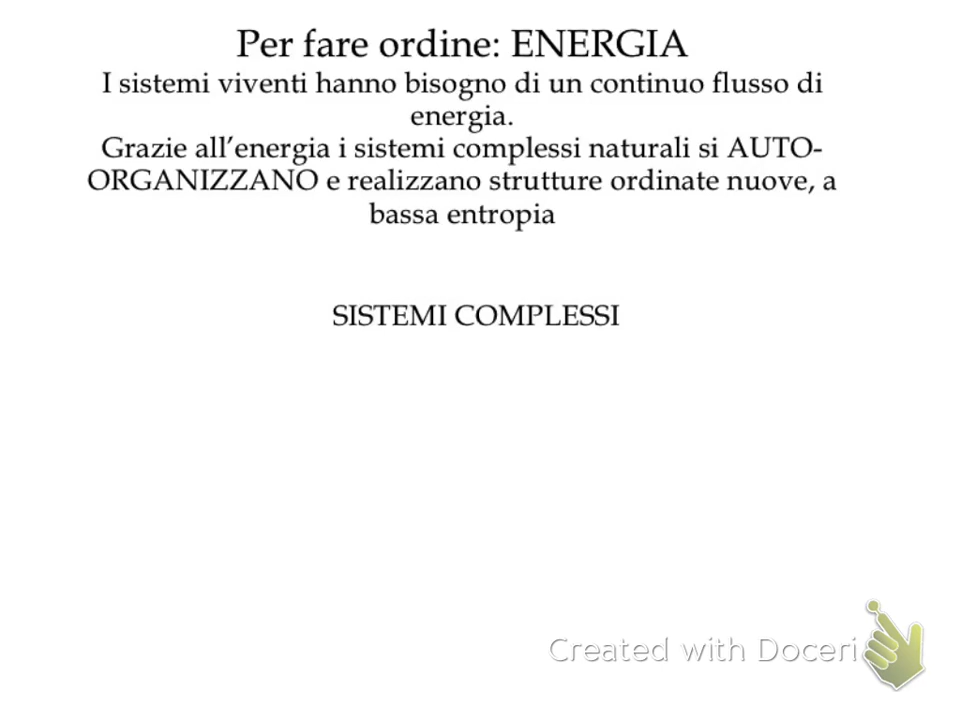 Per fare ordine: ENERGIA
I sistemi viventi hanno bisogno di un continuo flusso di
energia.
Grazie all’energia i sistemi complessi naturali si AUTO-
ORGANIZZANO e realizzano strutture ordinate nuove, a
bassa entropia
SISTEMI COMPLESSI
Created with Doceri